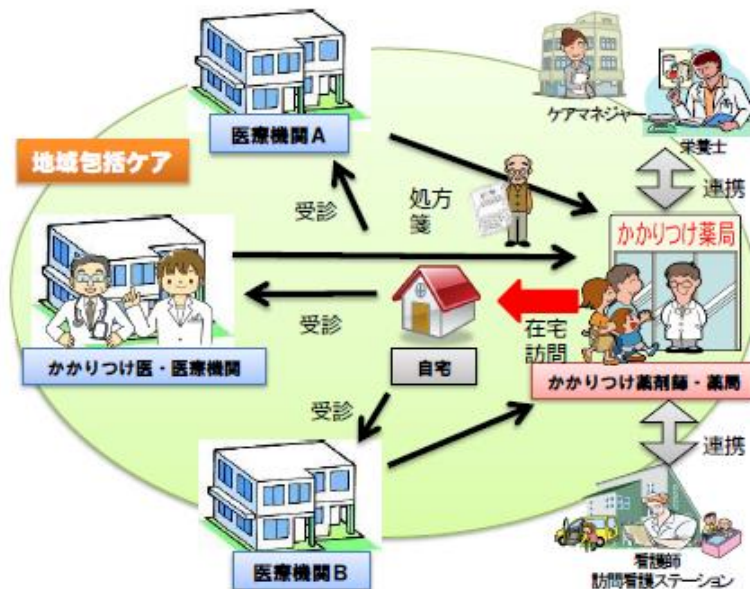 医療機関A
ケアマネジャー
栄養士
地域包括ケア
受診
処方
箋
連携
かかりつけ薬局
受診
在宅
訪問
かかりつけ医・医療機関
自宅
かかりつけ薬剤師・薬局
受診
連携
医療機関B
看護師
訪問看護ステーション